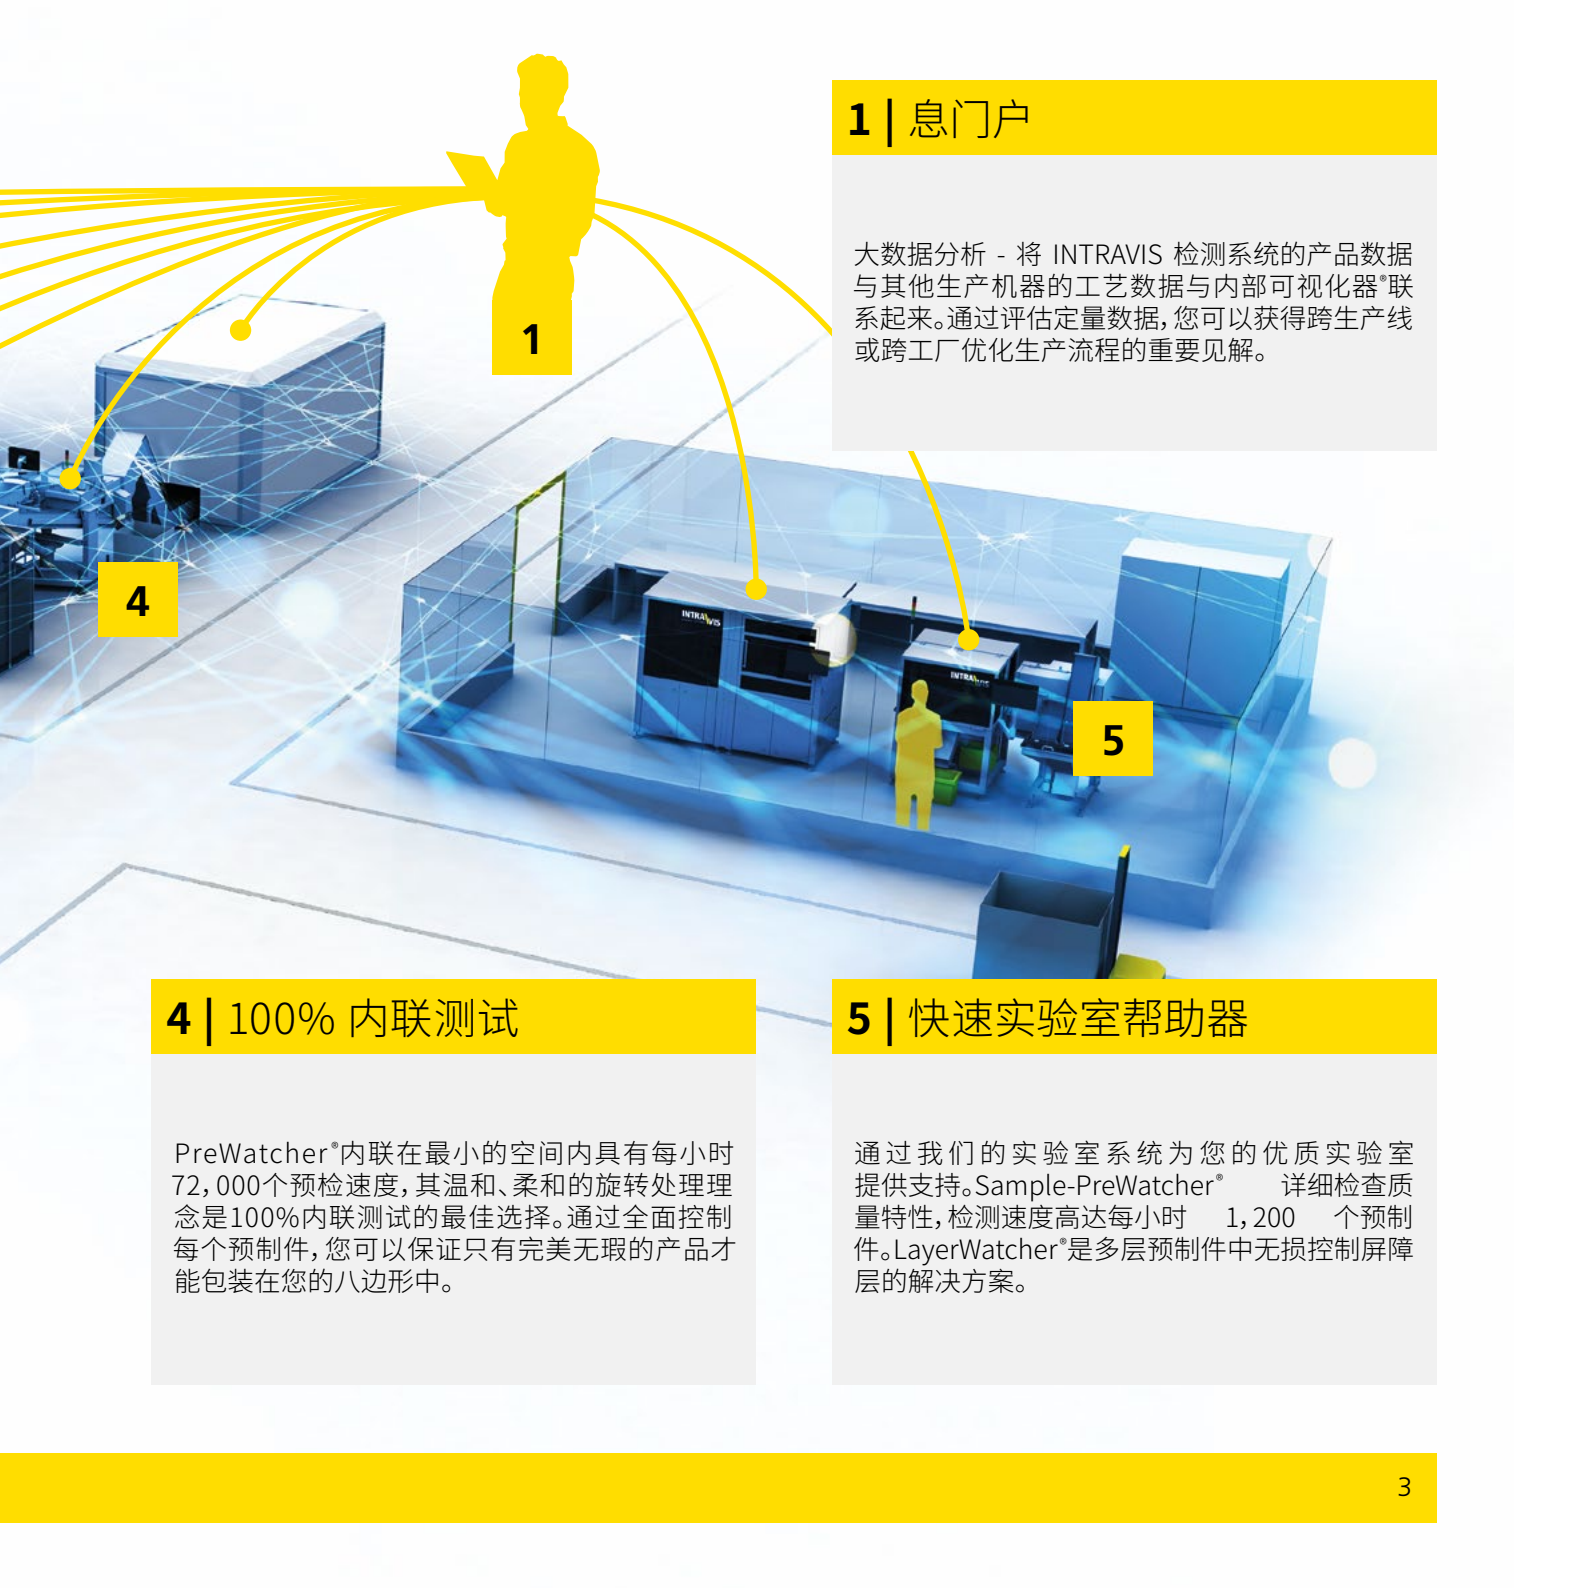 1 | 息门户
大数据分析 - 将 INTRAVIS 检测系统的产品数据
与其他生产机器的工艺数据与内部可视化器®联
系起来。通过评估定量数据，您可以获得跨生产线
或跨工厂优化生产流程的重要见解。
1
4
INTRAVIS
INTRAVIS
5
4 | 100% 内联测试
PreWatcher®内联在最小的空间内具有每小时
72，000个预检速度，其温和、柔和的旋转处理理
念是100%内联测试的最佳选择。通过全面控制
每个预制件，您可以保证只有完美无瑕的产品才
能包装在您的八边形中。
5 | 快速实验室帮助器
通过我们的实验室系统为您的优质实验室
提供支持。Sample-PreWatcher® 详细检查质
量特性，检测速度高达每小时 1，200 个预制
件。LayerWatcher®是多层预制件中无损控制屏障
层的解决方案。
3